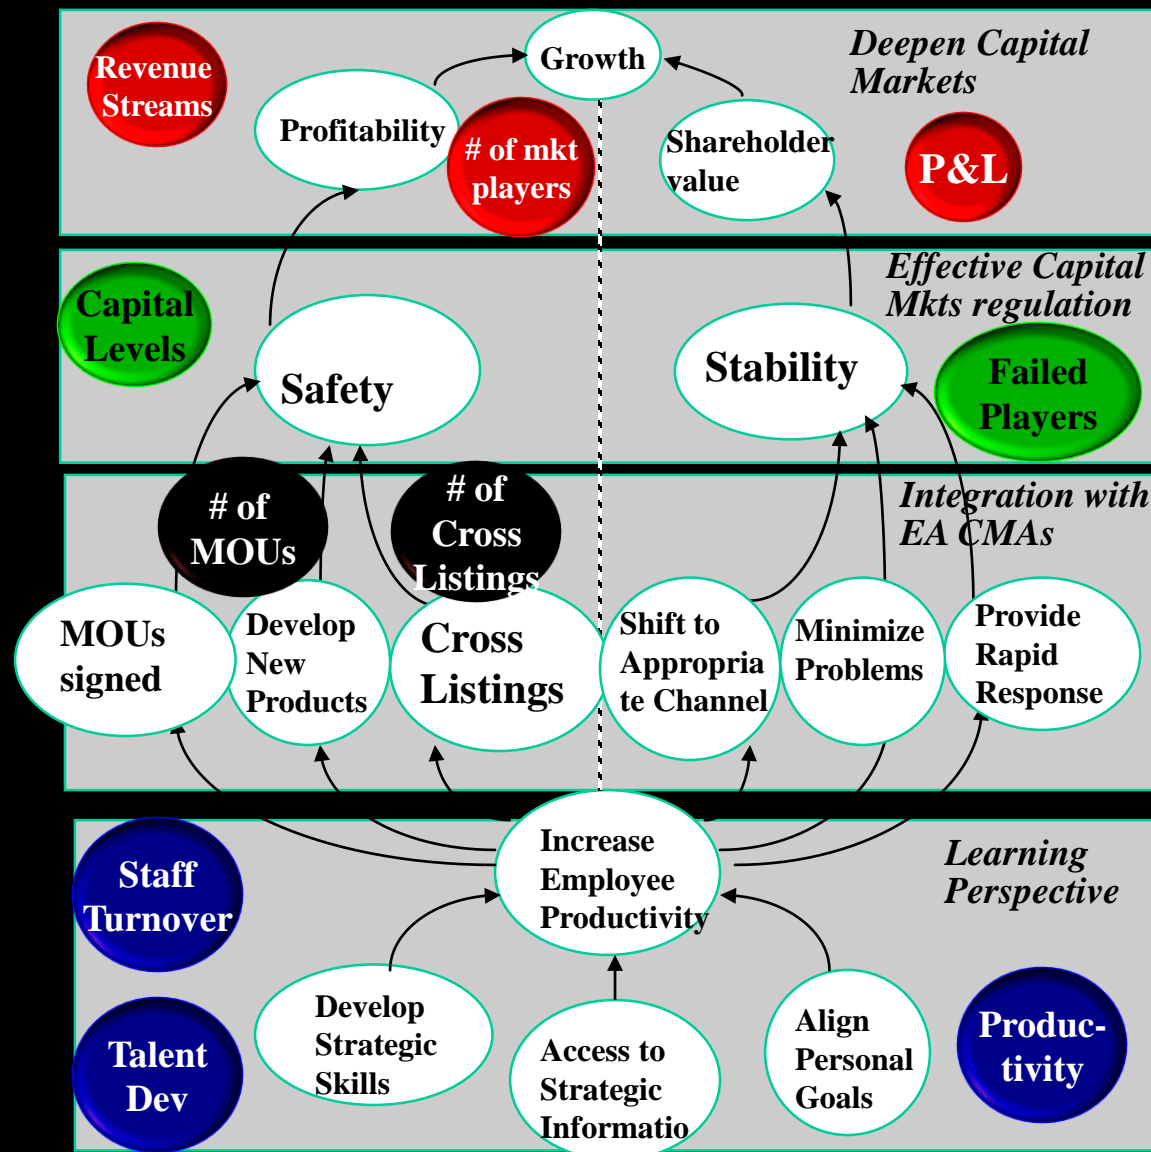 Deepen Capital
Markets
Revenue
Streams
Growth
Profitability
# of mkt
players
Shareholder
value
P&L
Effective Capital
Mkts regulation
Capital
Levels
Safety
Stability
Failed
Players
Integration with
EA CMAs
# of
MOUs
# of
Cross
Listings
MOUs
signed
Develop
New
Products
Cross
Listings
Shift to
Appropria
te Channel
Minimize
Problems
Provide
Rapid
Response
Learning
Perspective
Staff
Turnover
Increase
Employee
Productivity
Talent
Dev
Develop
Strategic
Skills
Access to
Strategic
Informatio
Align
Personal
Goals
Produc-
tivity